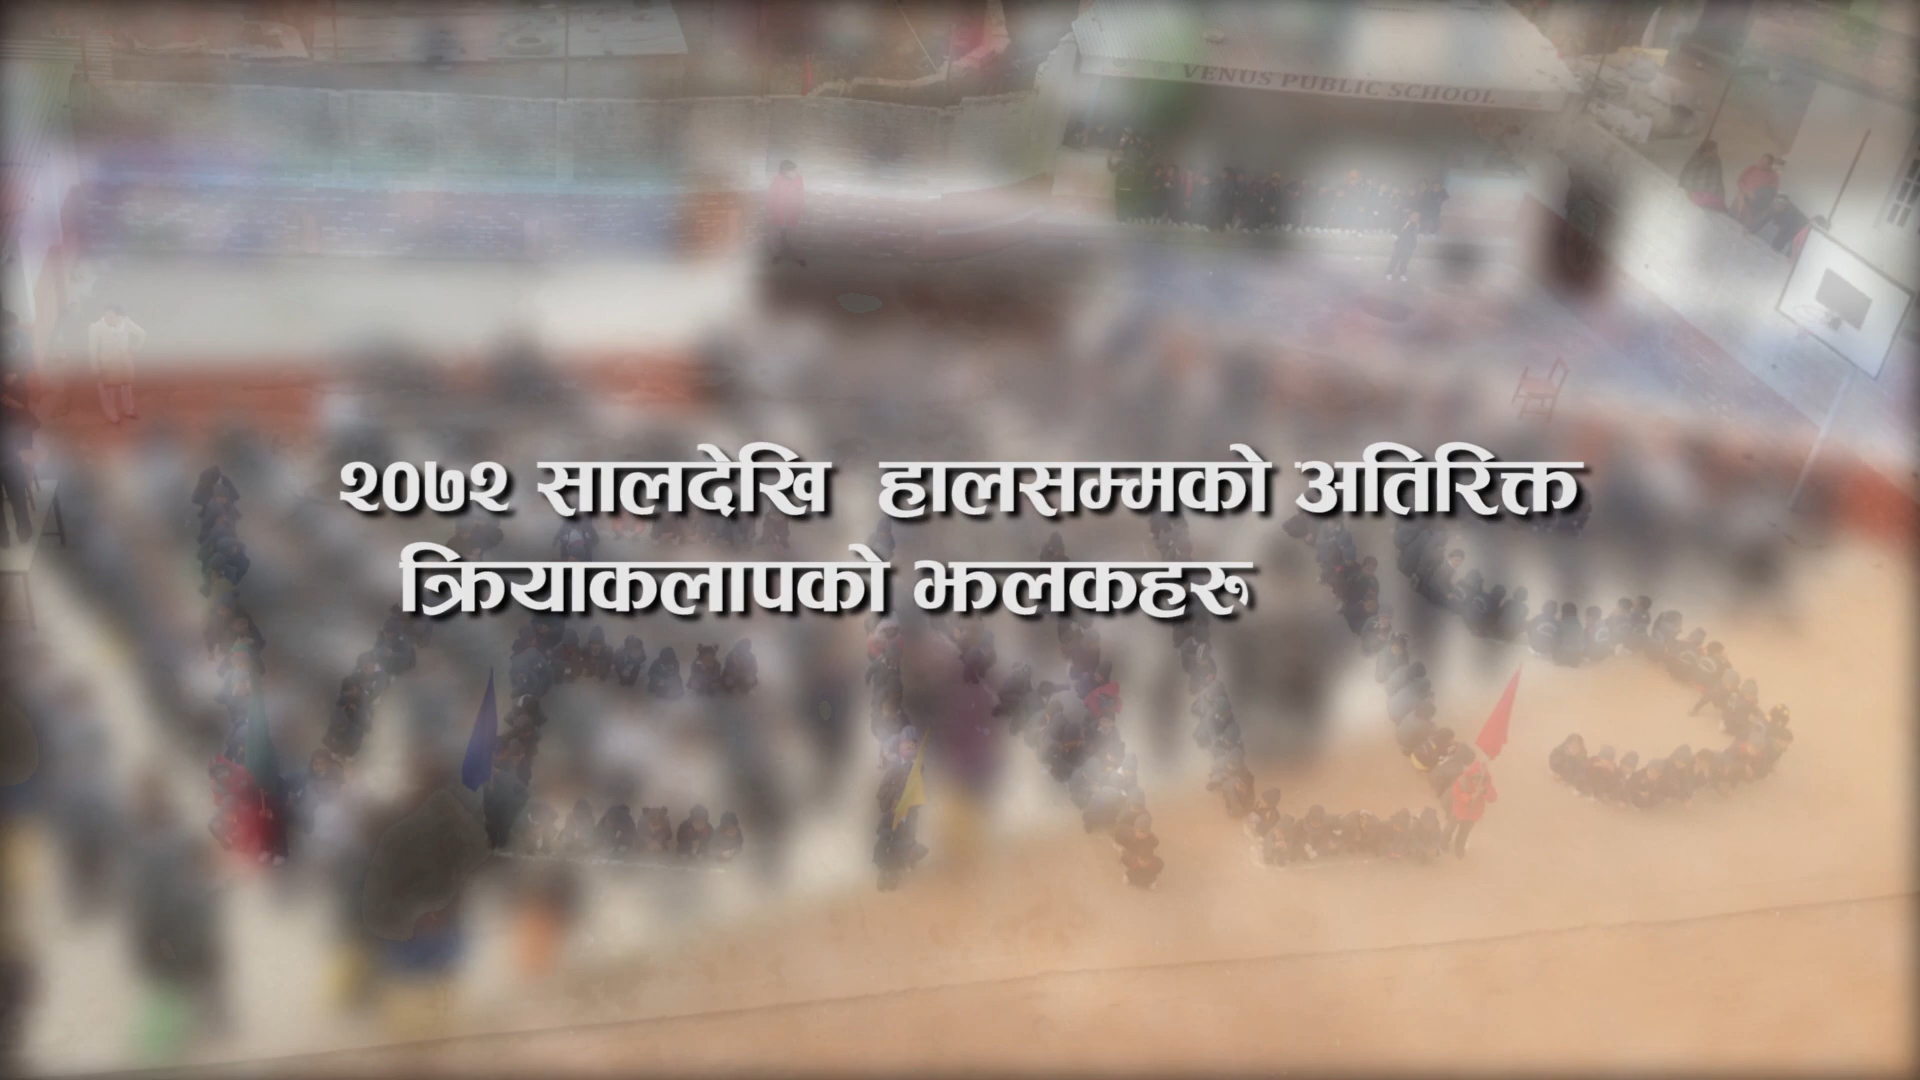 VENUS PUBLIC SCHOOL
२०७२ सालदेखि हालसम्मको अतिरिक्त
क्रियाकलापको झलकहरू